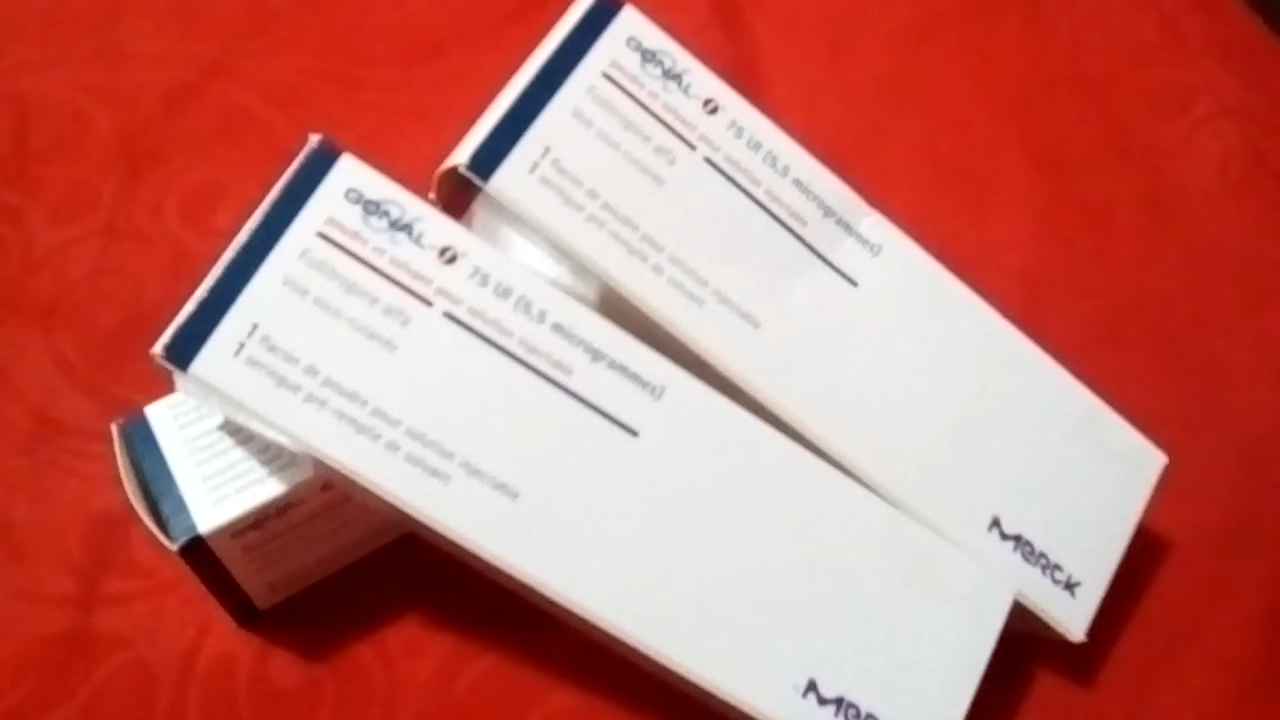 GONAL-f 75 UI (5,5 microgrammes)
poudre et solvant pour solution injectable
Follitropine alfa
Voie sous-cutanée
1 flacon de poudre pour solution injectable
1 seringue pré-remplie de solvant
MERCK
GONAL-f 75 UI (5,5 microgrammes)
poudre et solvant pour solution injectable
Follitropine alfa
Voie sous-cutanée
1 flacon de poudre pour solution injectable
1 seringue pré-remplie de solvant
MERCK